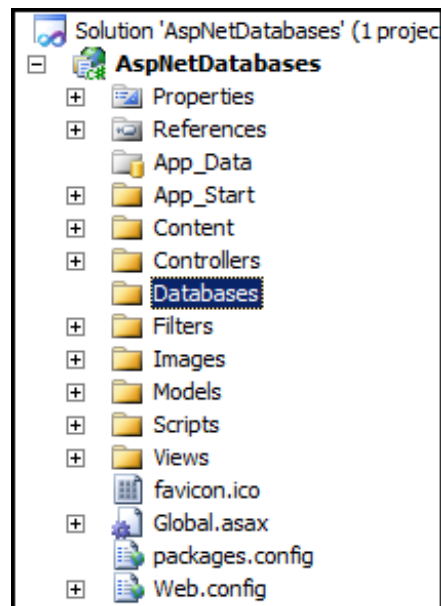 Solution 'AspNetDatabases' (1 projec
AspNetDatabases
Properties
References
App_Data
App_Start
Content
Controllers
Databases
Filters
Images
Models
Scripts
Views
favicon.ico
Global.asax
packages.config
Web.config